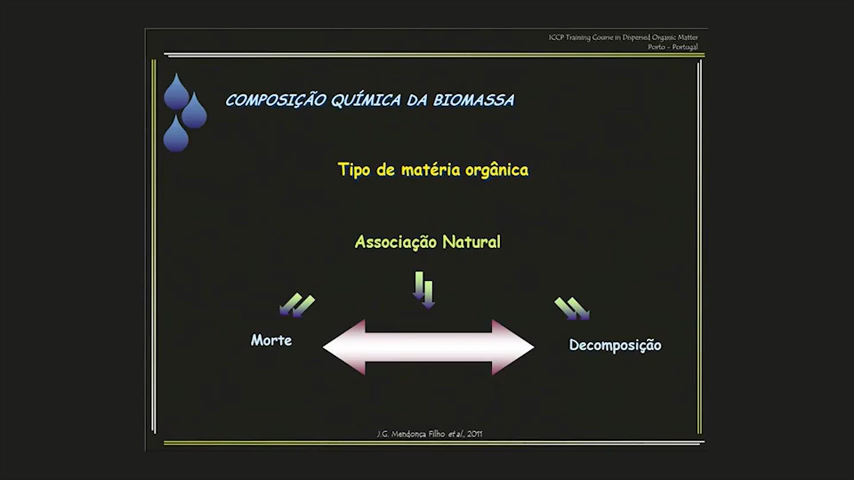 ICCP Training Course in Dispersed Organic Matter
Porto - Portugal
COMPOSIÇÃO QUÍMICA DA BIOMASSA
Tipo de matéria orgânica
Associação Natural
Morte
Decomposição
J.G. Mendonça Filho et al., 2011